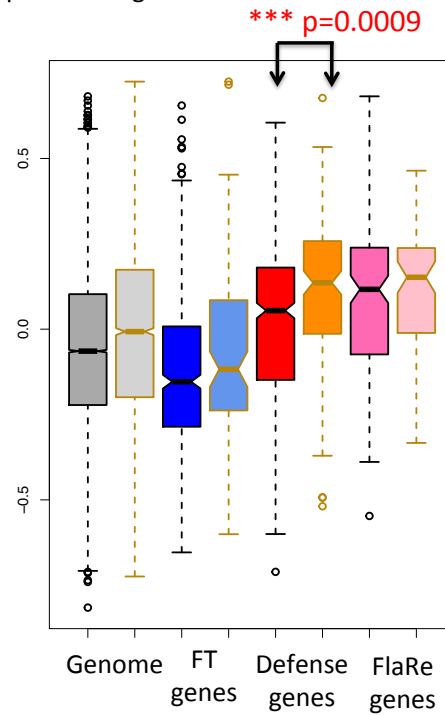 *** p=0.0009
0.5
0.0
-0.5
Genome
FT
genes
Defense
genes
FlaRe
genes